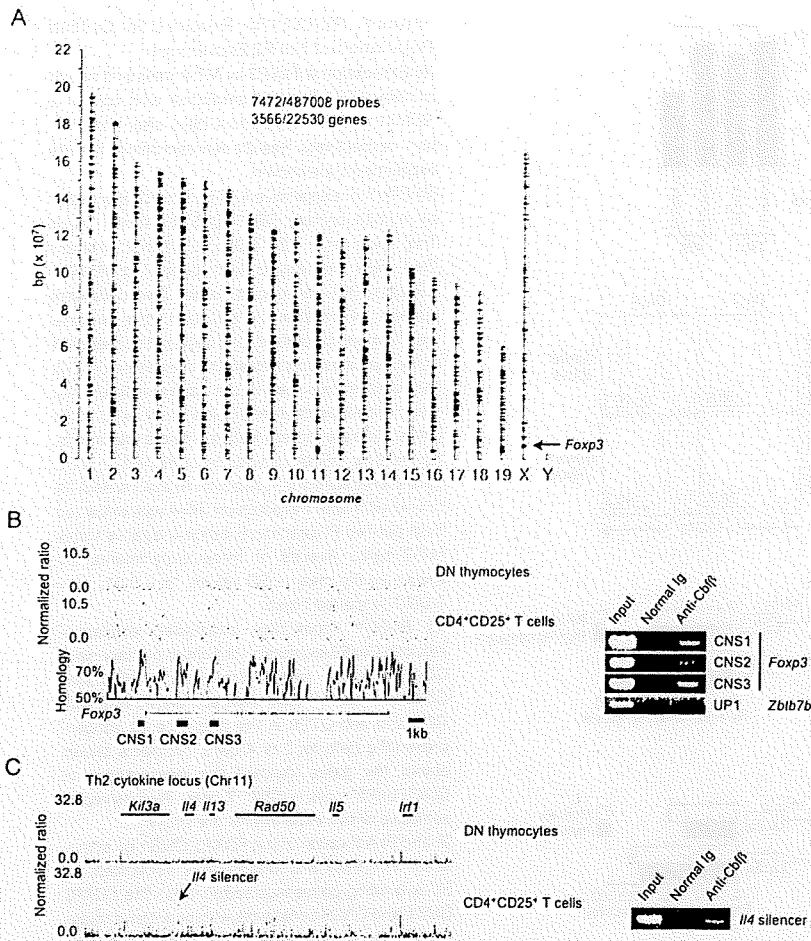 A
22
20
18
16
14
12
10
8
6
4
2
0
bp (x 10⁷)
7472/487008 probes
3566/22530 genes
Foxp3
1 2 3 4 5 6 7 8 9 10 11 12 13 14 15 16 17 18 19 X Y
chromosome
B
Normalized ratio
10.5
0.0
10.5
0.0
DN thymocytes
CD4⁺CD25⁺ T cells
Homology
70%
50%
Foxp3
CNS1 CNS2 CNS3
1kb
Input Normal Ig Anti-Cbfβ
CNS1
CNS2
CNS3
Foxp3
UP1 Zbtb7b
C
Th2 cytokine locus (Chr11)
Normalized ratio
32.8
0.0
32.8
0.0
Kif3a Il4 Il13 Rad50 Il5 Irf1
DN thymocytes
Il4 silencer
CD4⁺CD25⁺ T cells
Input Normal Ig Anti-Cbfβ
Il4 silencer